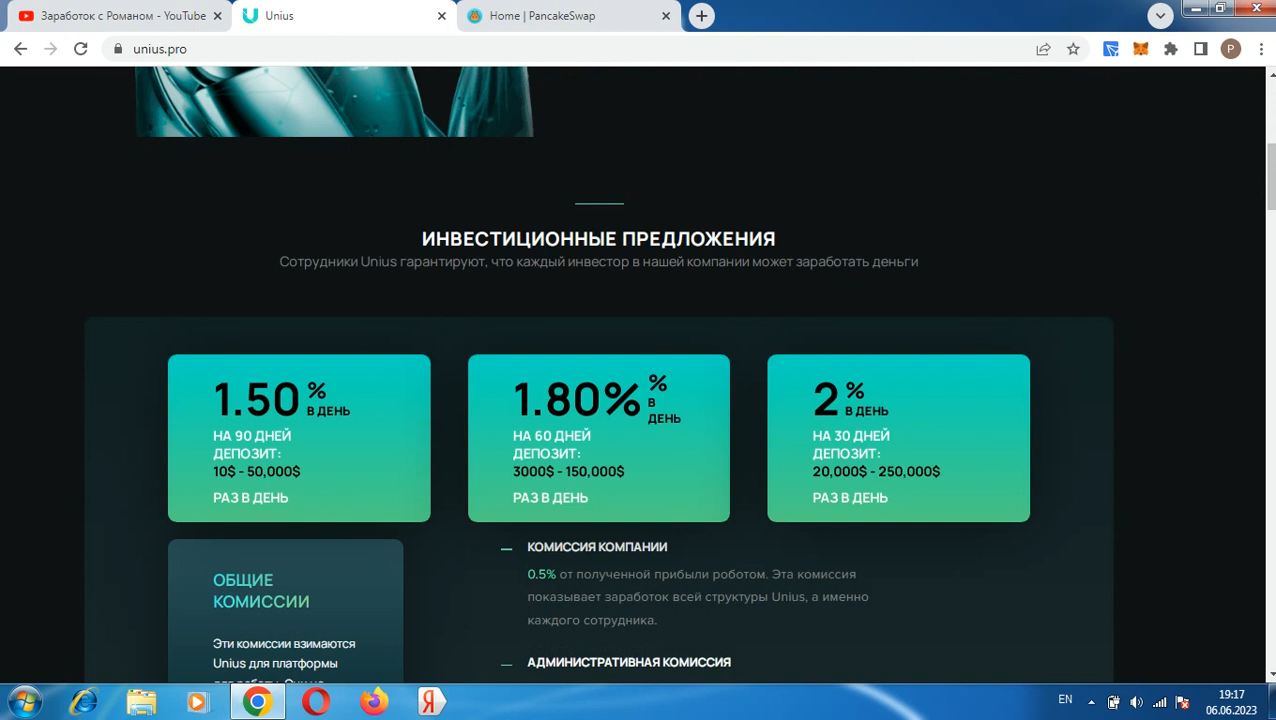 Заработок с Романом - YouTube
Unius
Home | PancakeSwap
unius.pro
P
ИНВЕСТИЦИОННЫЕ ПРЕДЛОЖЕНИЯ
Сотрудники Unius гарантируют, что каждый инвестор в нашей компании может заработать деньги
1.50 % В ДЕНЬ
НА 90 ДНЕЙ
ДЕПОЗИТ:
10$ - 50,000$
РАЗ В ДЕНЬ
1.80% % В ДЕНЬ
НА 60 ДНЕЙ
ДЕПОЗИТ:
3000$ - 150,000$
РАЗ В ДЕНЬ
2 % В ДЕНЬ
НА 30 ДНЕЙ
ДЕПОЗИТ:
20,000$ - 250,000$
РАЗ В ДЕНЬ
ОБЩИЕ
КОМИССИИ
Эти комиссии взимаются
Unius для платформы
КОМИССИЯ КОМПАНИИ
0.5% от полученной прибыли роботом. Эта комиссия
показывает заработок всей структуры Unius, а именно
каждого сотрудника.
АДМИНИСТРАТИВНАЯ КОМИССИЯ
EN
19:17
06.06.2023